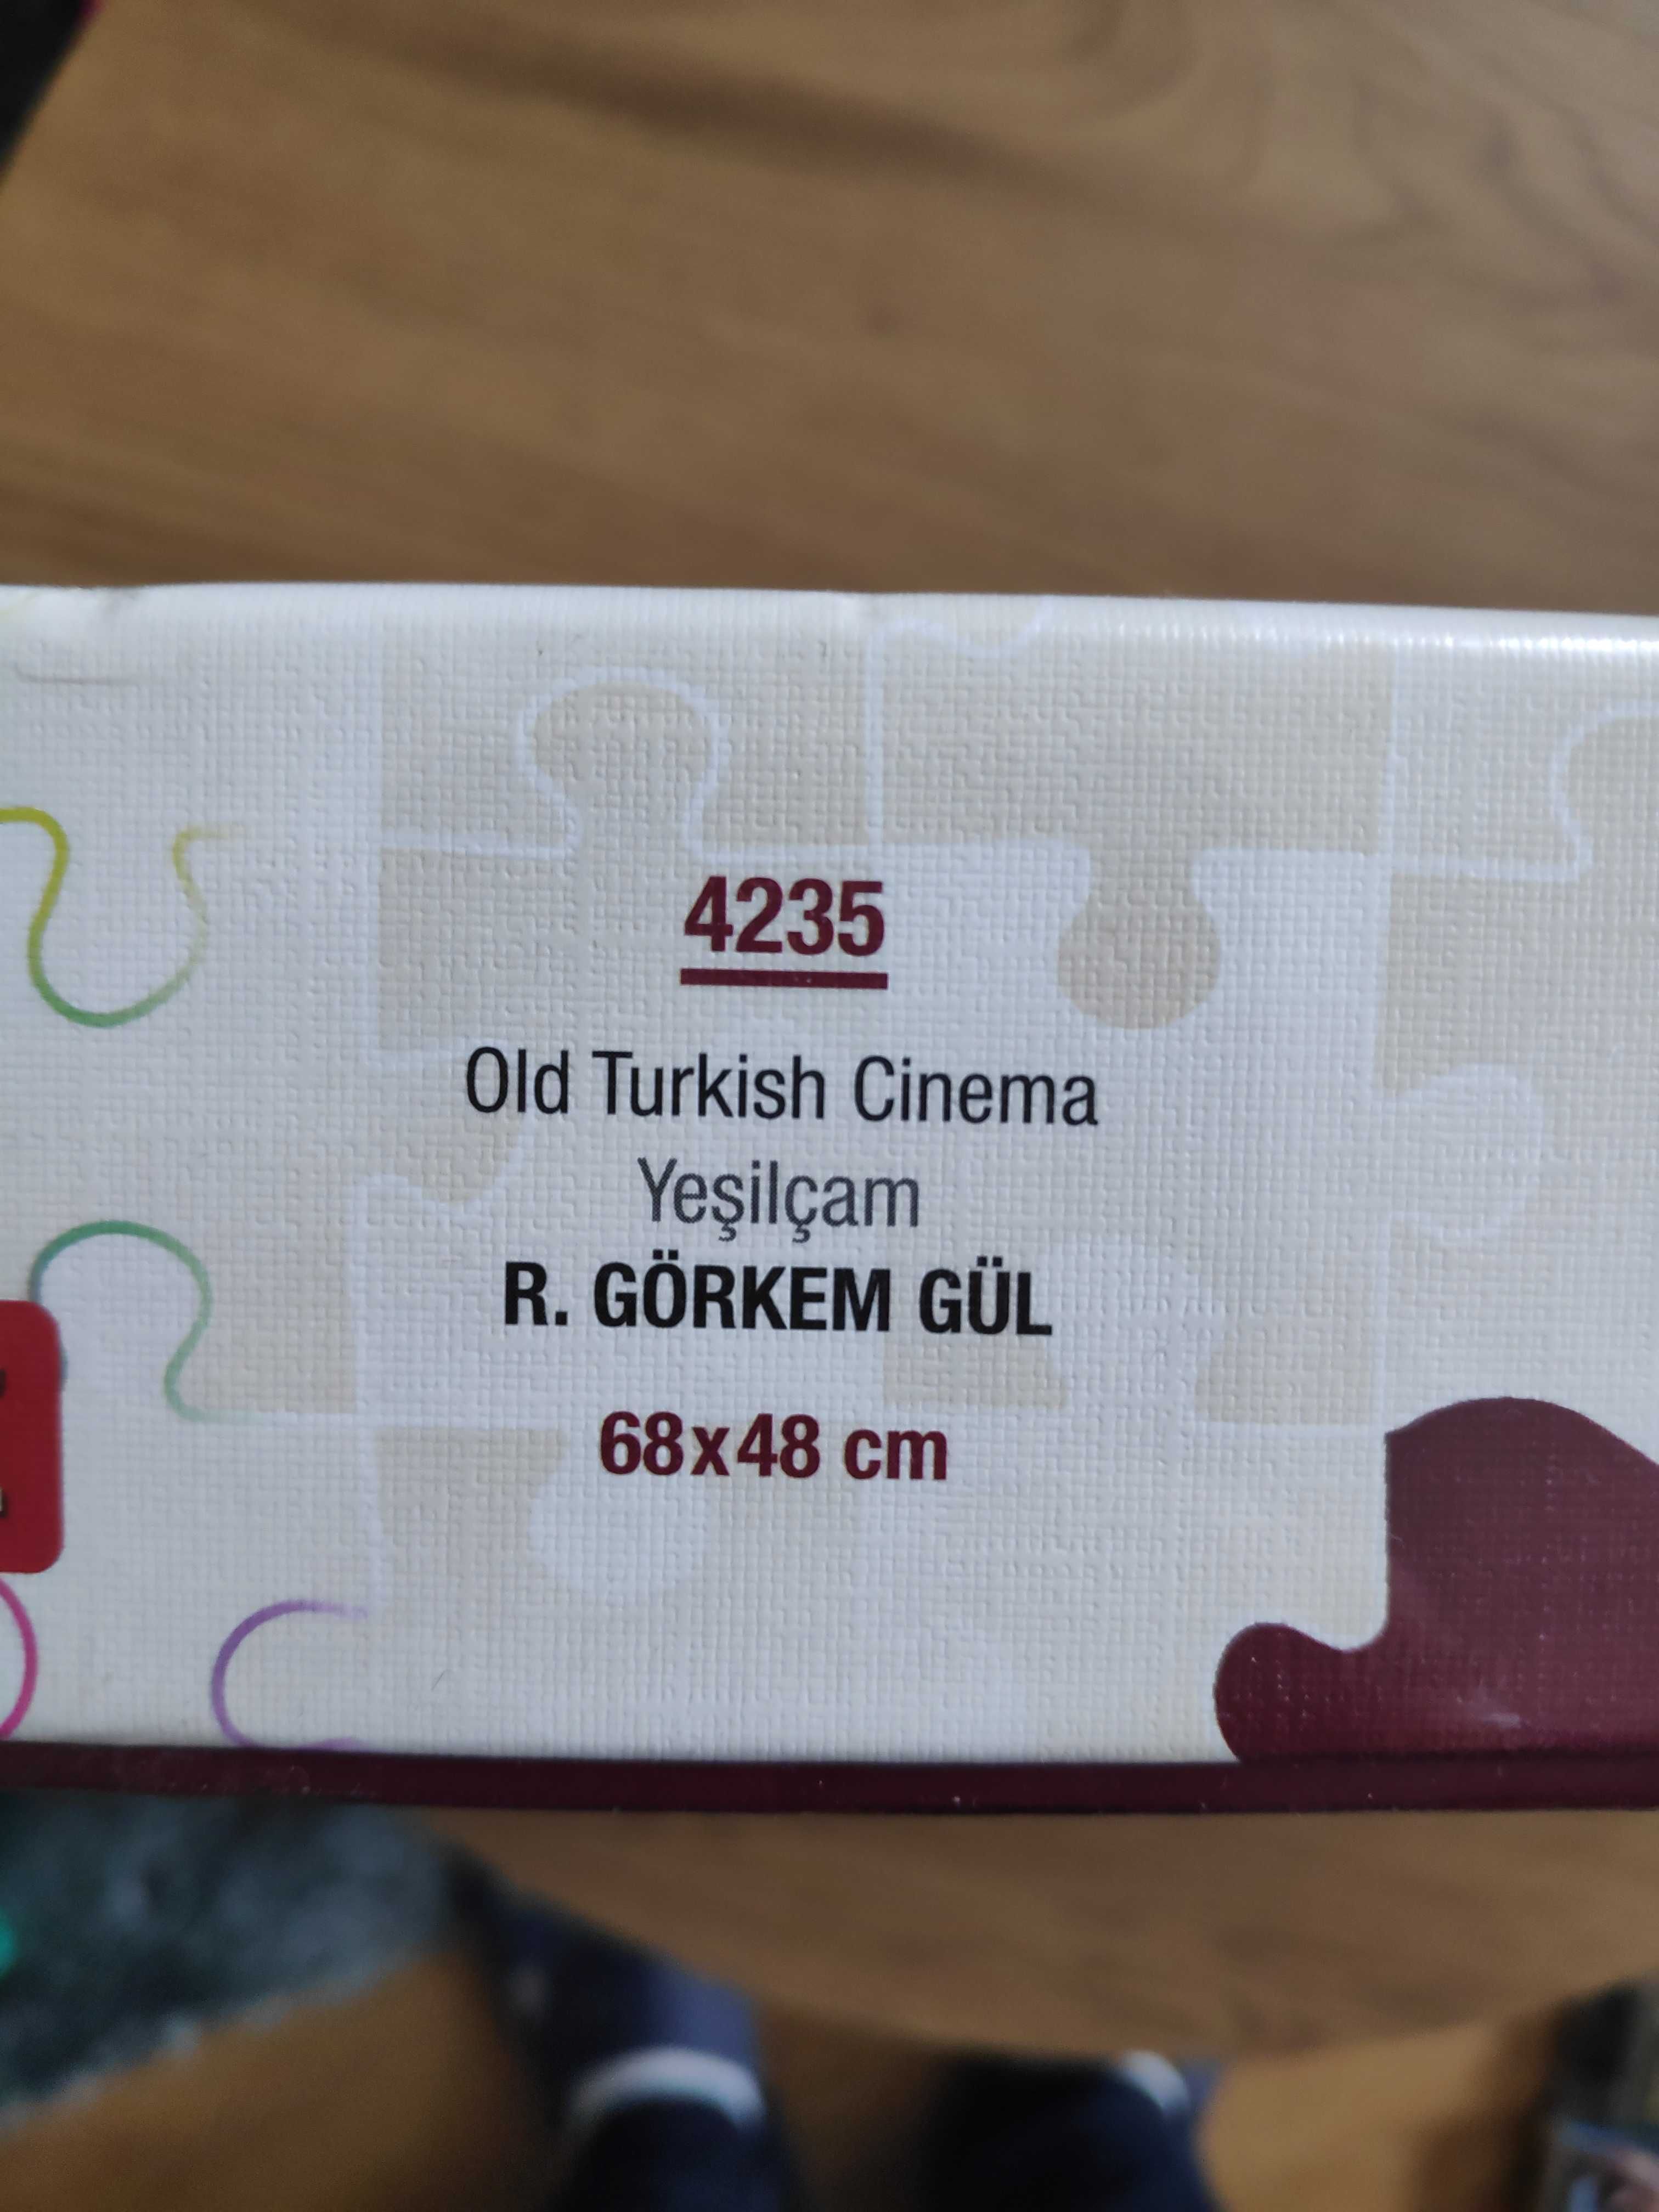 4235
Old Turkish Cinema
Yeşilçam
R. GÖRKEM GÜL
68x48 cm